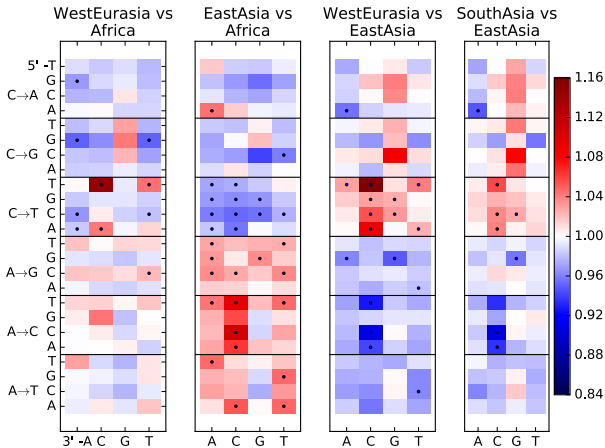 WestEurasia vs Africa
EastAsia vs Africa
WestEurasia vs EastAsia
SouthAsia vs EastAsia
5' -T
G
C→A C
A
T
G
C→G C
A
T
G
C→T C
A
T
G
A→G C
A
T
G
A→C C
A
T
G
A→T C
A
3' -A C G T
A C G T
A C G T
A C G T
1.16
1.12
1.08
1.04
1.00
0.96
0.92
0.88
0.84